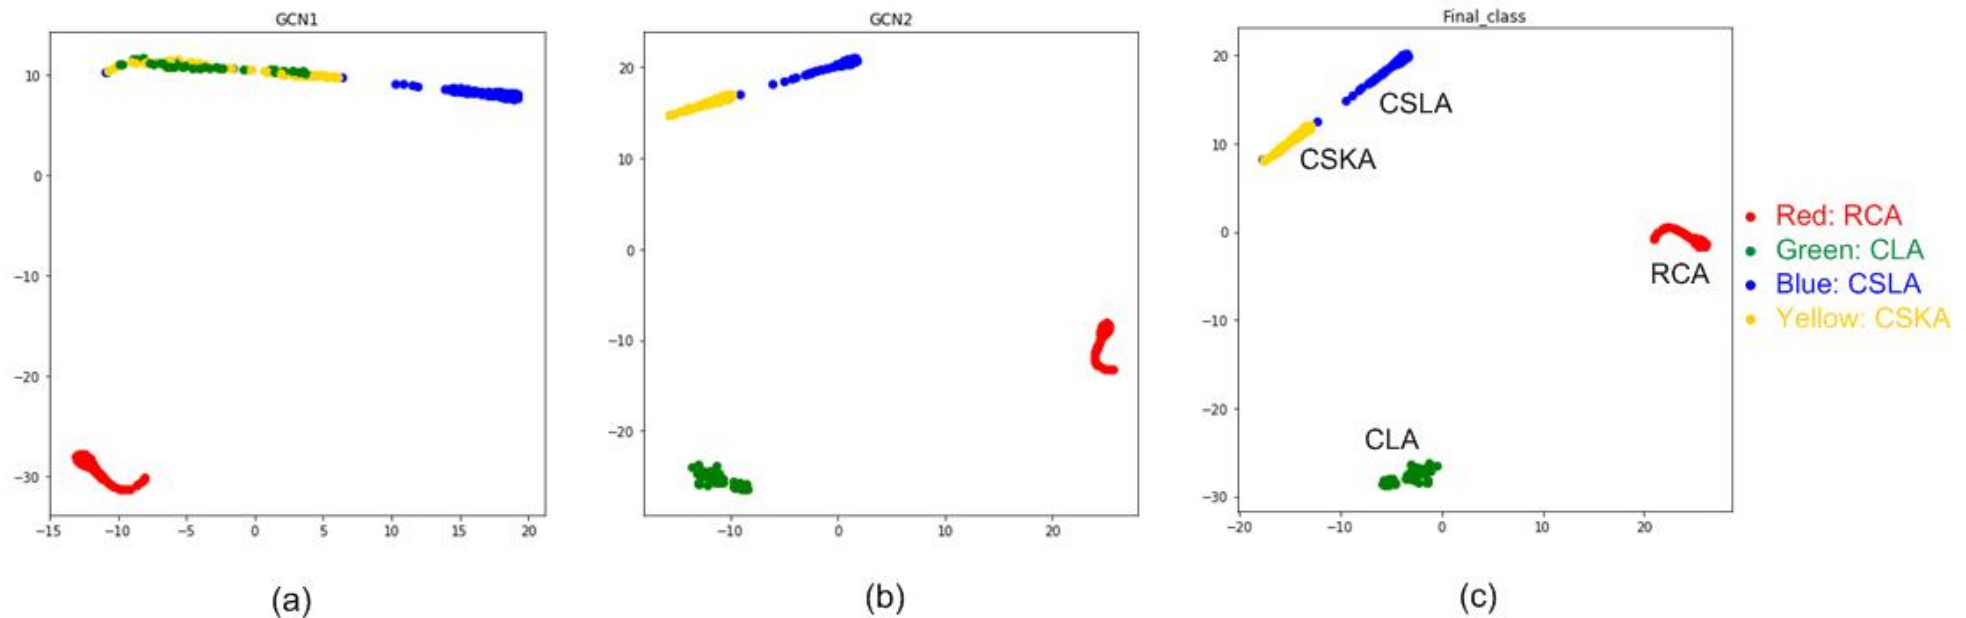 GCN1
10
0
−10
−20
−30
−15
−10
−5
0
5
10
15
20
(a)
GCN2
20
10
0
−10
−20
−10
0
10
20
(b)
Final_class
20
10
0
−10
−20
−30
−20
−10
0
10
20
CSLA
CSKA
RCA
CLA
(c)
Red: RCA
Green: CLA
Blue: CSLA
Yellow: CSKA